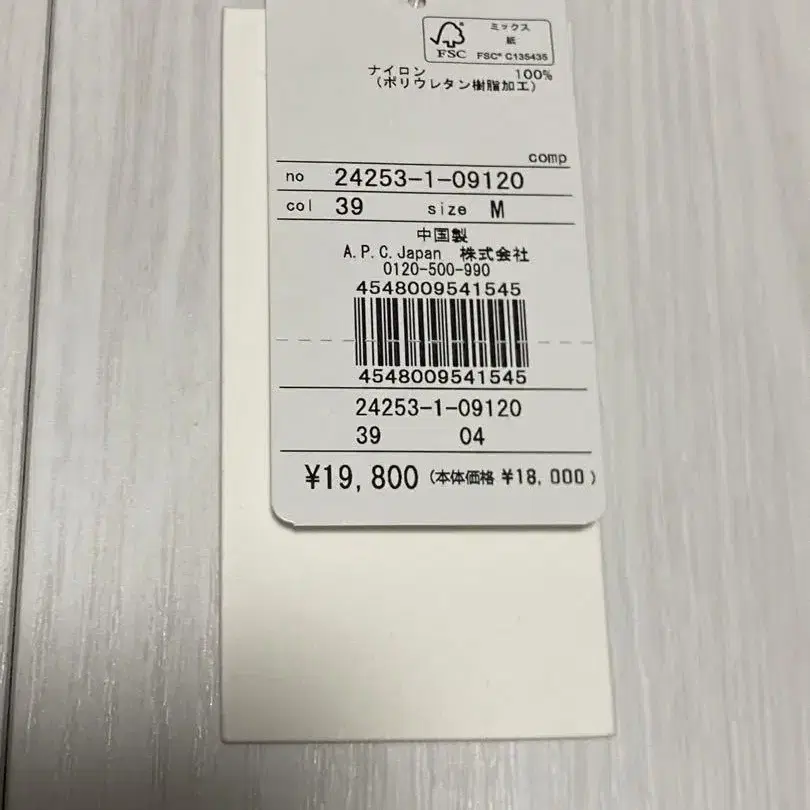 ミックス
紙
FSC® C135435
FSC®
ナイロン 100%
(ポリウレタン樹脂加工)
comp
no 24253-1-09120
col 39 size M
中国製
A.P.C.Japan 株式会社
0120-500-990
4548009541545
4548009541545
24253-1-09120
39 04
¥19,800 (本体価格 ¥18,000)